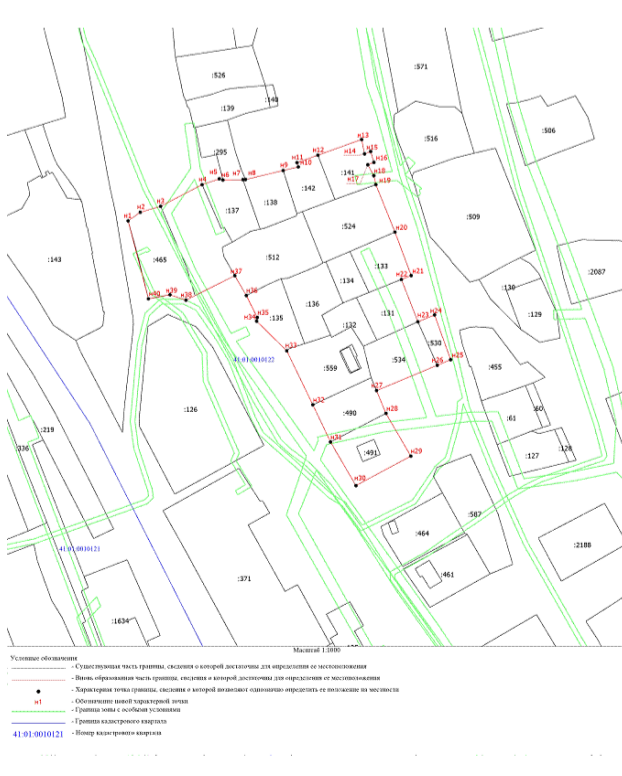 :571
:526
:140
:139
:586
:516
:295
н13
н14
н15
н12
н11
н16
н10
н9
:141
н18
н17
н5
н6
н7
н8
н19
н4
:142
:137
:138
н3
н2
н1
:509
:524
н20
:143
:465
:512
:133
:2087
н37
н21
н22
:134
:130
н40
н39
н38
н36
:136
:131
:129
н35
н34
:135
:132
н23
н24
:530
н33
41:01:0010122
:534
н25
н26
:559
:455
н27
:126
н32
:490
н28
:60
:61
:219
н31
:336
:491
н29
:127
:128
н30
:587
:464
:2188
41:01:0010121
:371
:461
:1634
Масштаб 1:1000
Условные обозначения
- Существующая часть границы, сведения о которой достаточны для определения ее местоположения
- Вновь образованная часть границы, сведения о которой достаточны для определения ее местоположения
- Характерная точка границы, сведения о которой позволяют однозначно определить ее положение на местности
н1 - Обозначение новой характерной точки
- Граница зоны с особыми условиями
- Граница кадастрового квартала
41:01:0010121 - Номер кадастрового квартала